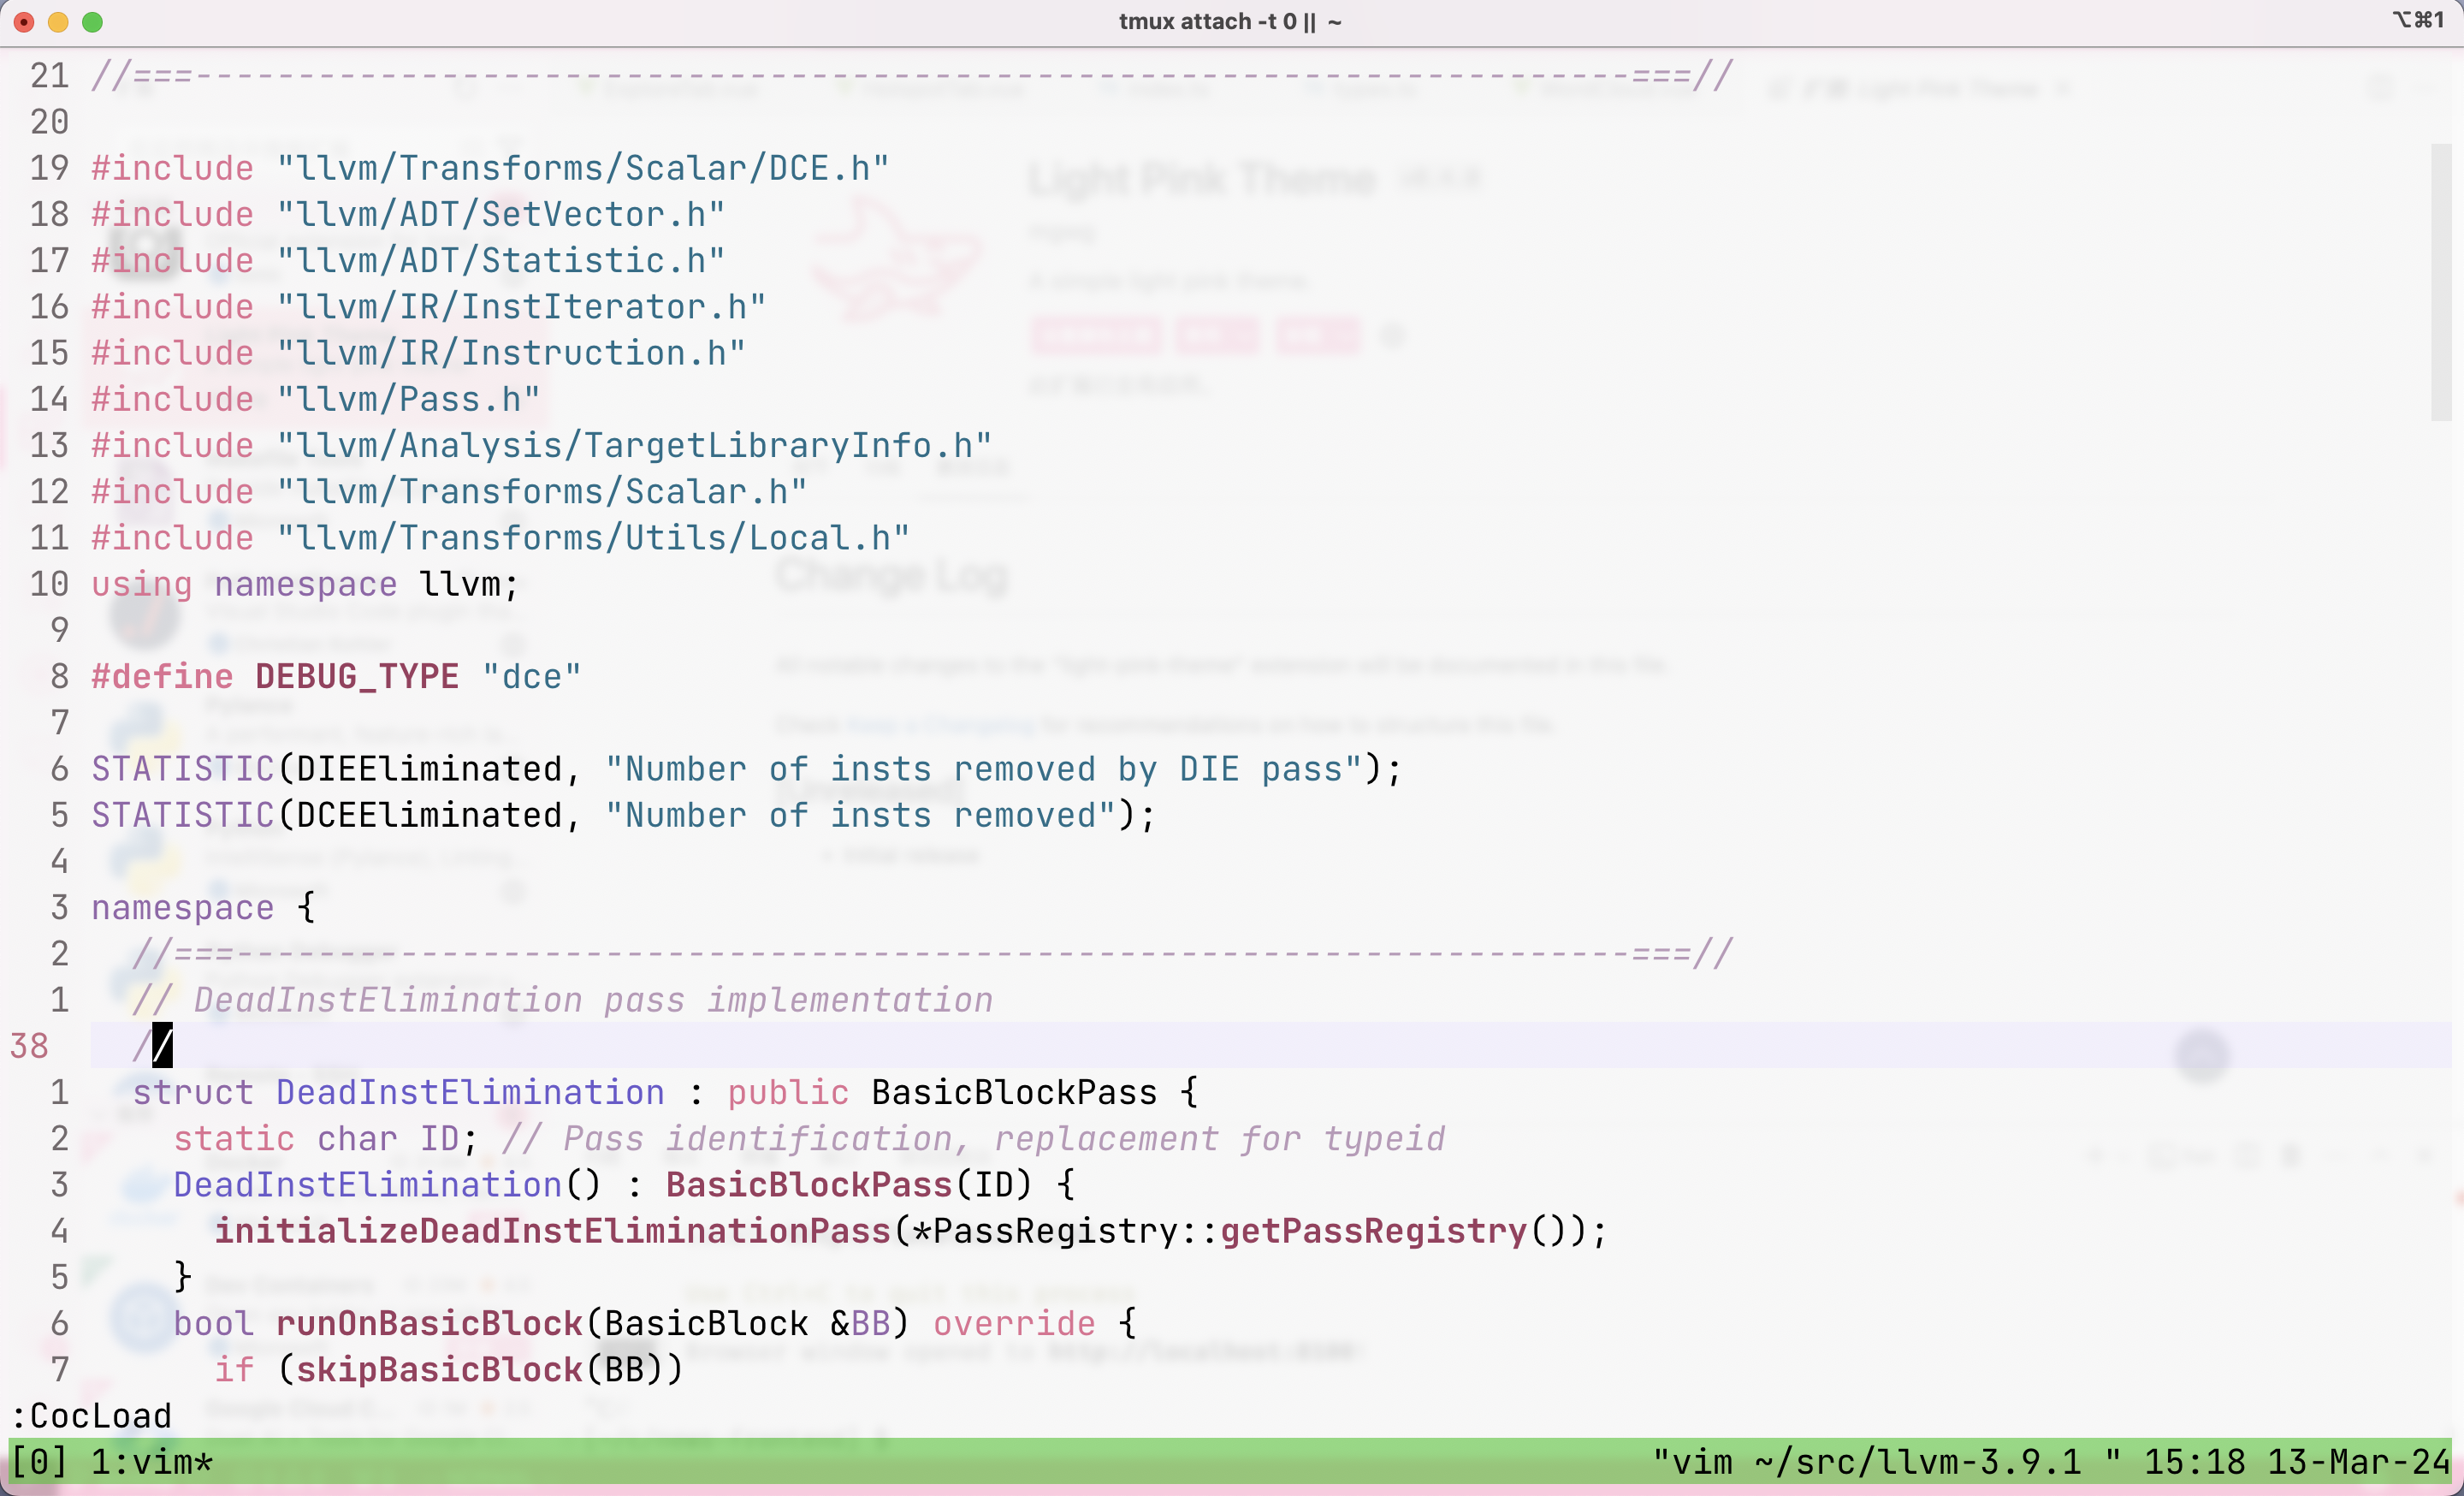 tmux attach -t 0 || ~
⌥⌘1
21 //===----------------------------------------------------------------------===//
20
19 #include "llvm/Transforms/Scalar/DCE.h"
18 #include "llvm/ADT/SetVector.h"
17 #include "llvm/ADT/Statistic.h"
16 #include "llvm/IR/InstIterator.h"
15 #include "llvm/IR/Instruction.h"
14 #include "llvm/Pass.h"
13 #include "llvm/Analysis/TargetLibraryInfo.h"
12 #include "llvm/Transforms/Scalar.h"
11 #include "llvm/Transforms/Utils/Local.h"
10 using namespace llvm;
9
8 #define DEBUG_TYPE "dce"
7
6 STATISTIC(DIEEliminated, "Number of insts removed by DIE pass");
5 STATISTIC(DCEEliminated, "Number of insts removed");
4
3 namespace {
2   //===--------------------------------------------------------------------===//
1   // DeadInstElimination pass implementation
38   //
1   struct DeadInstElimination : public BasicBlockPass {
2     static char ID; // Pass identification, replacement for typeid
3     DeadInstElimination() : BasicBlockPass(ID) {
4       initializeDeadInstEliminationPass(*PassRegistry::getPassRegistry());
5     }
6     bool runOnBasicBlock(BasicBlock &BB) override {
7       if (skipBasicBlock(BB))
:CocLoad
[0] 1:vim* "vim ~/src/llvm-3.9.1 " 15:18 13-Mar-24
Light Pink Theme
Change Log